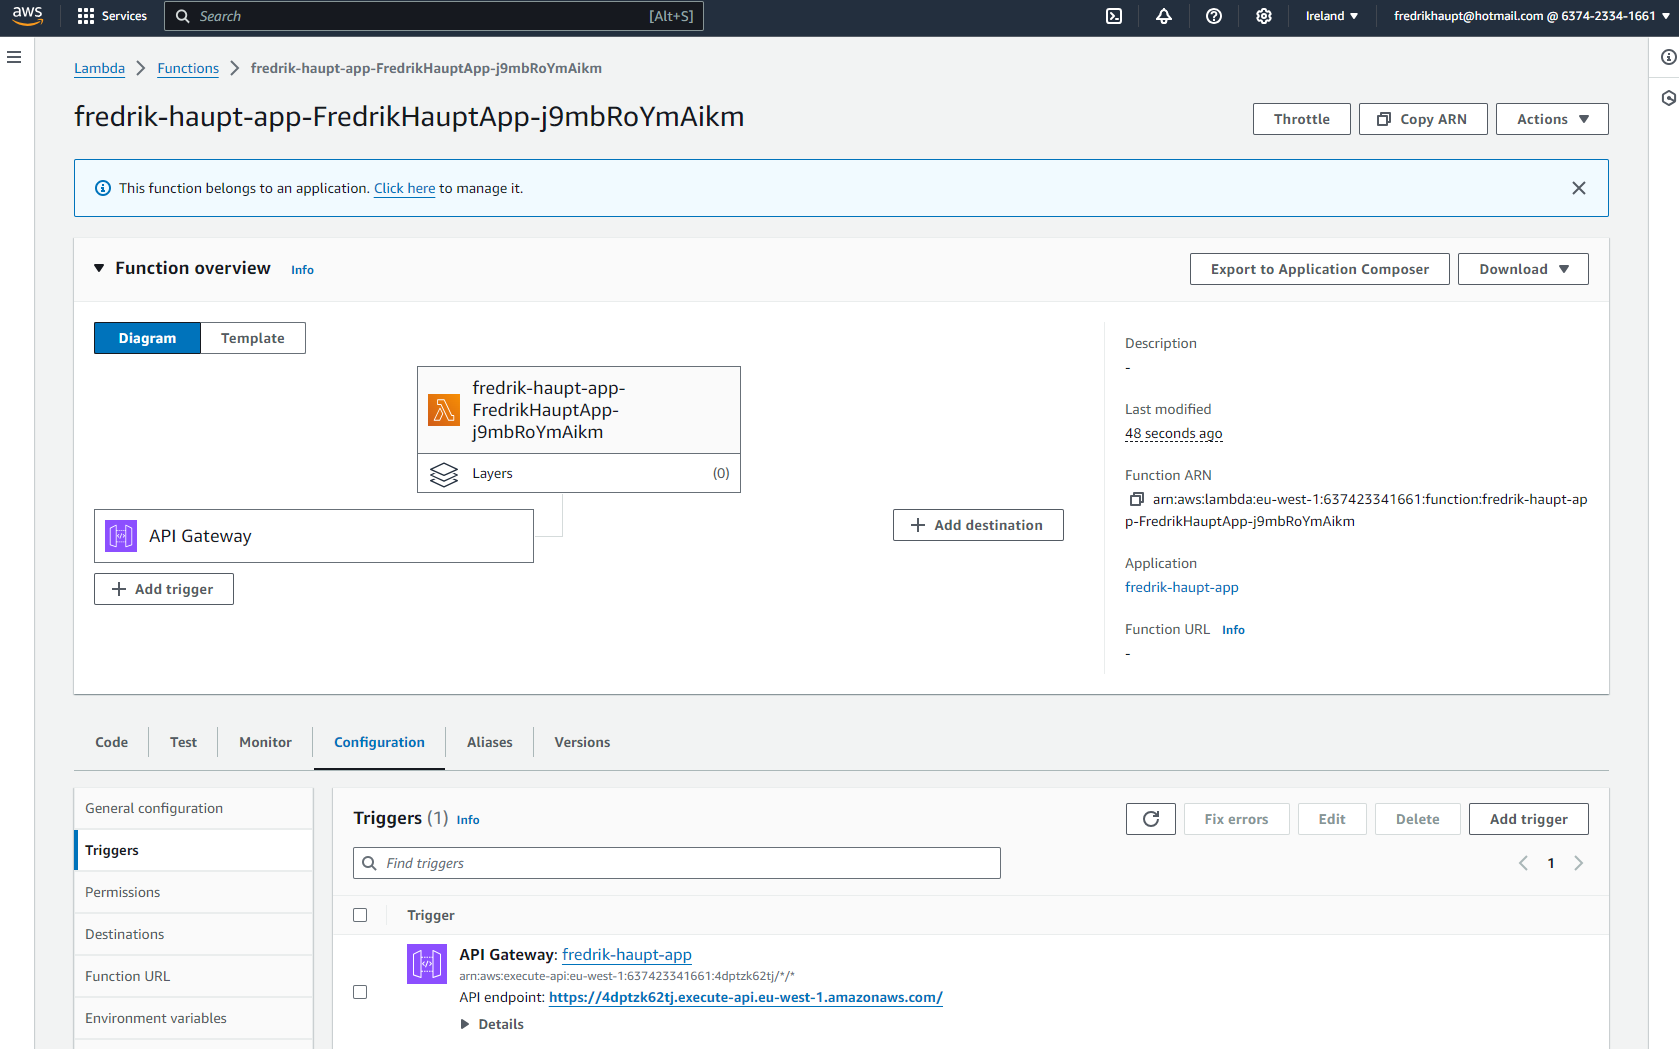 aws
Services
Search
[Alt+S]
Ireland ▼
fredrikhaupt@hotmail.com @ 6374-2334-1661 ▼
Lambda > Functions > fredrik-haupt-app-FredrikHauptApp-j9mbRoYmAikm
fredrik-haupt-app-FredrikHauptApp-j9mbRoYmAikm
Throttle
Copy ARN
Actions ▼
This function belongs to an application. Click here to manage it.
▼ Function overview Info
Export to Application Composer
Download ▼
Diagram
Template
fredrik-haupt-app-
FredrikHauptApp-
j9mbRoYmAikm
Layers (0)
API Gateway
+ Add trigger
+ Add destination
Description
-
Last modified
48 seconds ago
Function ARN
arn:aws:lambda:eu-west-1:637423341661:function:fredrik-haupt-ap
p-FredrikHauptApp-j9mbRoYmAikm
Application
fredrik-haupt-app
Function URL Info
-
Code
Test
Monitor
Configuration
Aliases
Versions
General configuration
Triggers
Permissions
Destinations
Function URL
Environment variables
Triggers (1) Info
Fix errors
Edit
Delete
Add trigger
Find triggers
< 1 >
Trigger
API Gateway: fredrik-haupt-app
arn:aws:execute-api:eu-west-1:637423341661:4dptzk62tj/*/*
API endpoint: https://4dptzk62tj.execute-api.eu-west-1.amazonaws.com/
▶ Details